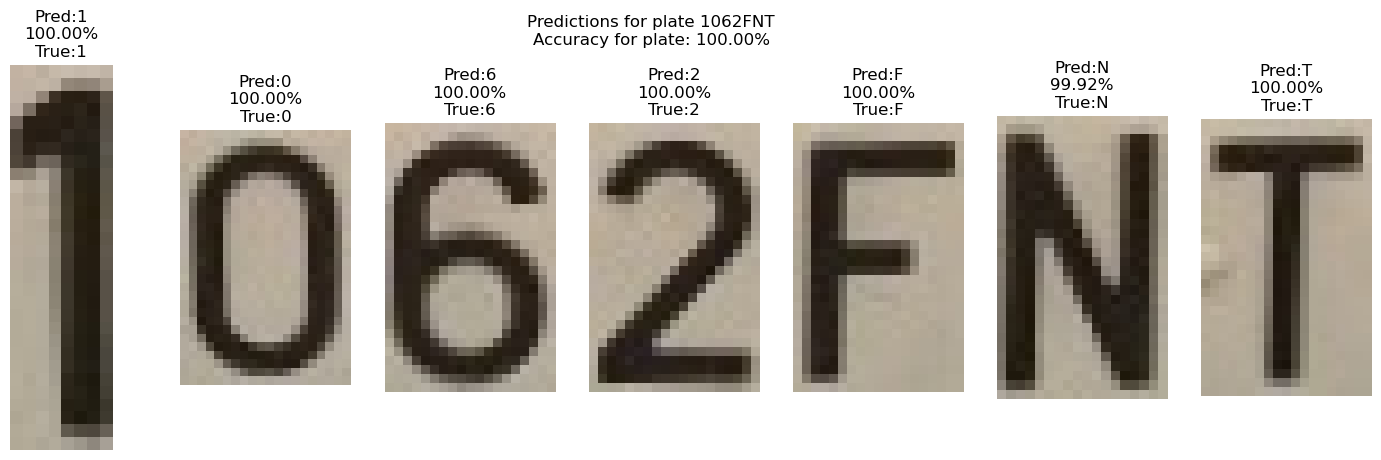 Predictions for plate 1062FNT
Accuracy for plate: 100.00%
Pred:1
100.00%
True:1
Pred:0
100.00%
True:0
Pred:6
100.00%
True:6
Pred:2
100.00%
True:2
Pred:F
100.00%
True:F
Pred:N
99.92%
True:N
Pred:T
100.00%
True:T
1 0 6 2 F N T